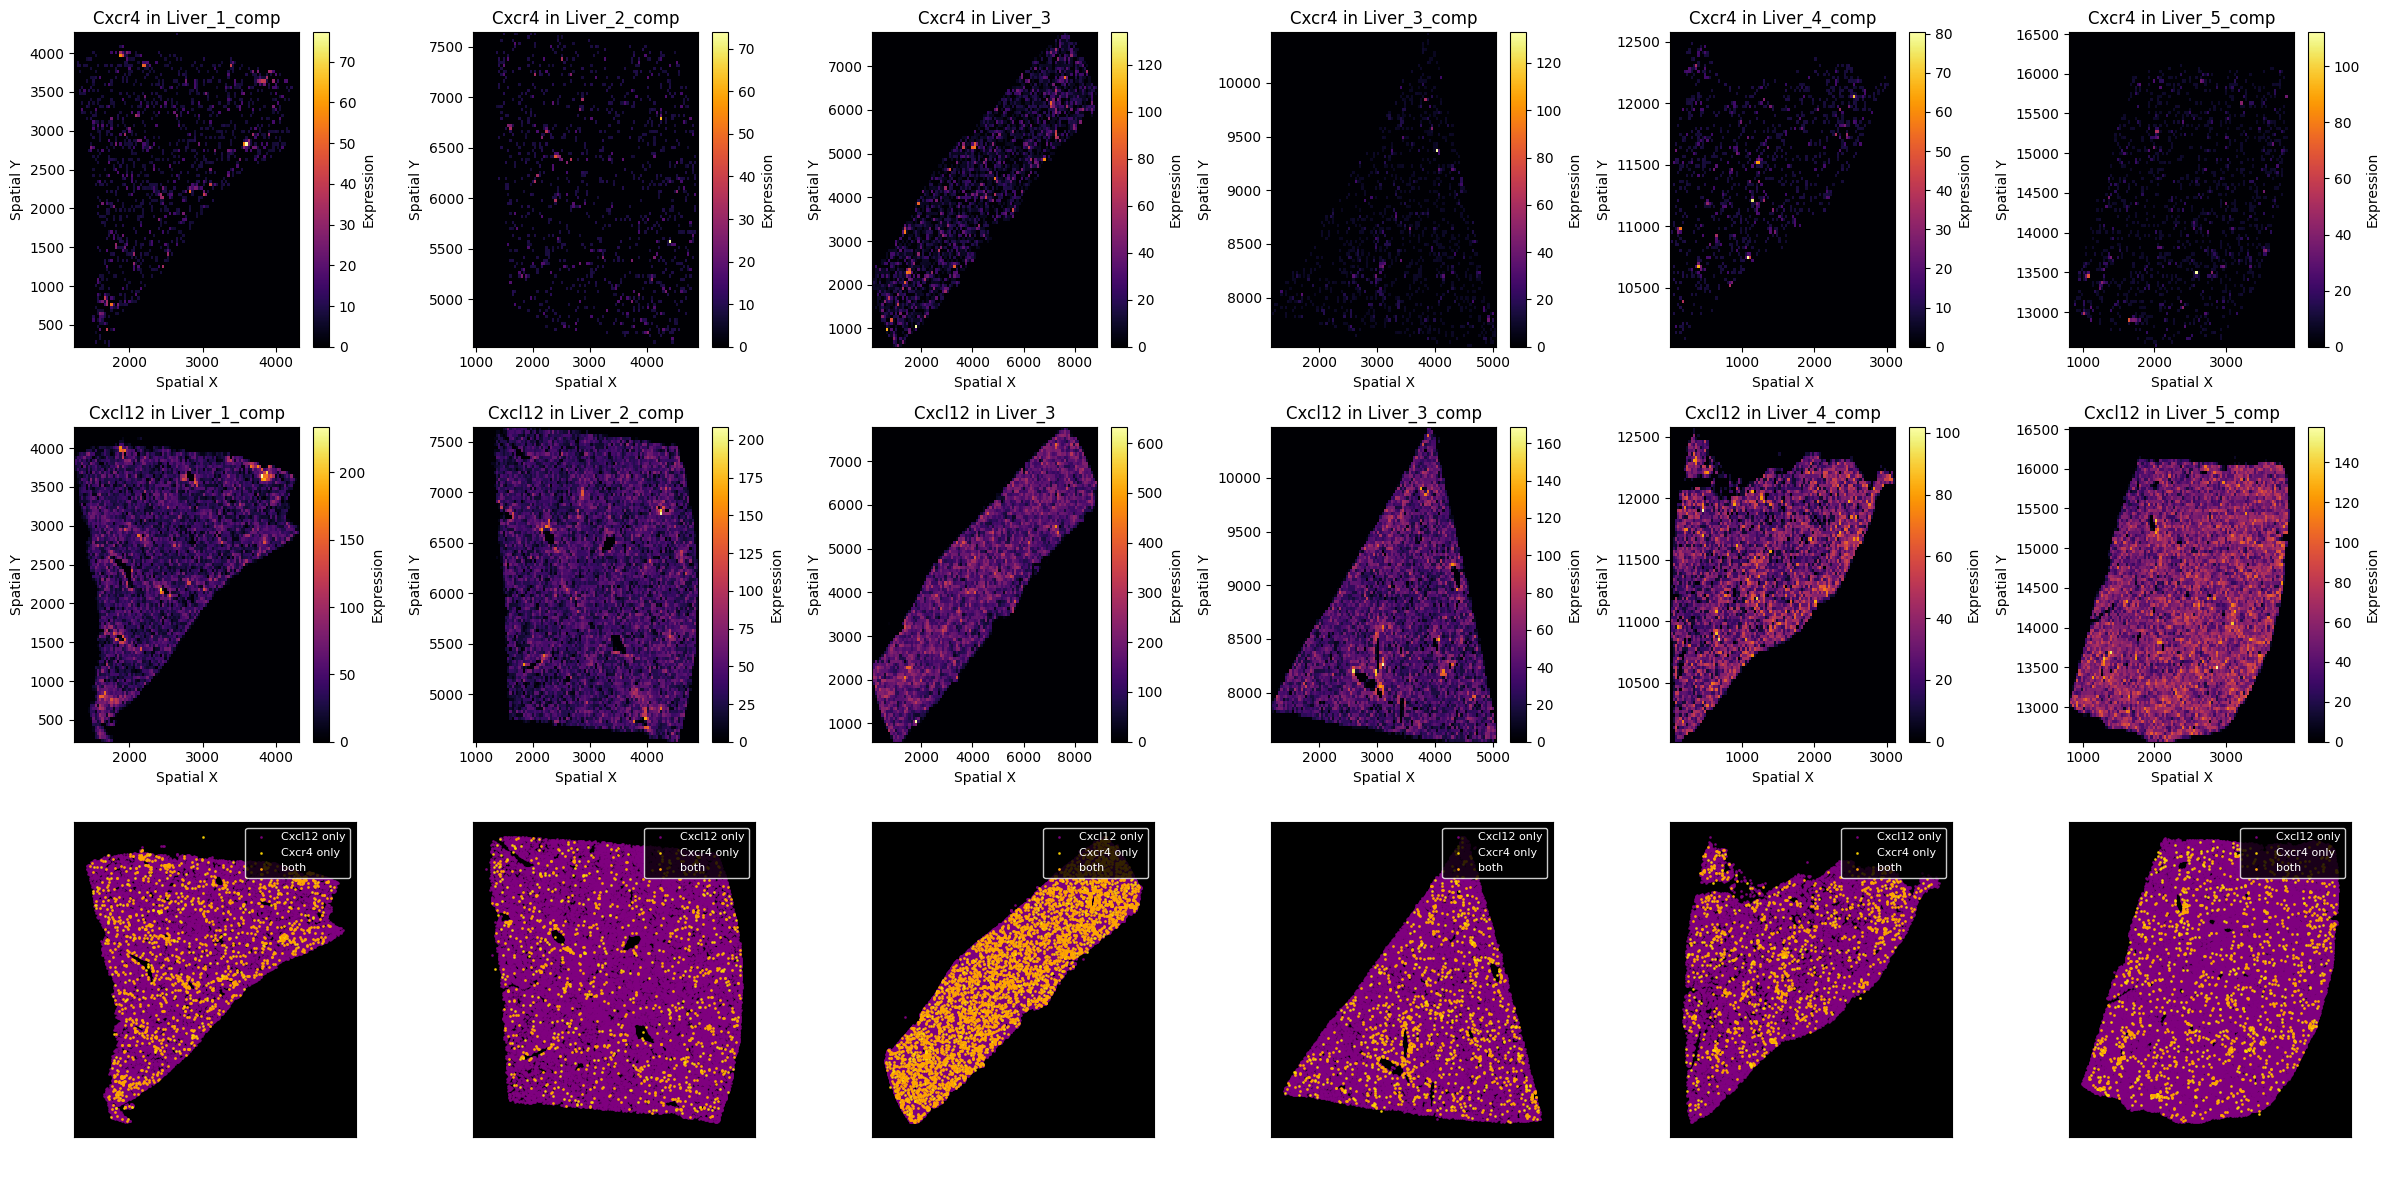 Cxcr4 in Liver_1_comp
4000
3500
3000
2500
2000
1500
1000
500
Spatial Y
2000 3000 4000
Spatial X
70
60
50
40
30
20
10
0
Expression
Cxcr4 in Liver_2_comp
7500
7000
6500
6000
5500
5000
Spatial Y
1000 2000 3000 4000
Spatial X
70
60
50
40
30
20
10
0
Expression
Cxcr4 in Liver_3
7000
6000
5000
4000
3000
2000
1000
Spatial Y
2000 4000 6000 8000
Spatial X
120
100
80
60
40
20
0
Expression
Cxcr4 in Liver_3_comp
10000
9500
9000
8500
8000
Spatial Y
2000 3000 4000 5000
Spatial X
120
100
80
60
40
20
0
Expression
Cxcr4 in Liver_4_comp
12500
12000
11500
11000
10500
Spatial Y
1000 2000 3000
Spatial X
80
70
60
50
40
30
20
10
0
Expression
Cxcr4 in Liver_5_comp
16500
16000
15500
15000
14500
14000
13500
13000
Spatial Y
1000 2000 3000
Spatial X
100
80
60
40
20
0
Expression
Cxcl12 in Liver_1_comp
4000
3500
3000
2500
2000
1500
1000
500
Spatial Y
2000 3000 4000
Spatial X
200
150
100
50
0
Expression
Cxcl12 in Liver_2_comp
7500
7000
6500
6000
5500
5000
Spatial Y
1000 2000 3000 4000
Spatial X
200
175
150
125
100
75
50
25
0
Expression
Cxcl12 in Liver_3
7000
6000
5000
4000
3000
2000
1000
Spatial Y
2000 4000 6000 8000
Spatial X
600
500
400
300
200
100
0
Expression
Cxcl12 in Liver_3_comp
10000
9500
9000
8500
8000
Spatial Y
2000 3000 4000 5000
Spatial X
160
140
120
100
80
60
40
20
0
Expression
Cxcl12 in Liver_4_comp
12500
12000
11500
11000
10500
Spatial Y
1000 2000 3000
Spatial X
100
80
60
40
20
0
Expression
Cxcl12 in Liver_5_comp
16500
16000
15500
15000
14500
14000
13500
13000
Spatial Y
1000 2000 3000
Spatial X
140
120
100
80
60
40
20
0
Expression
Cxcl12 only
Cxcr4 only
both
Cxcl12 only
Cxcr4 only
both
Cxcl12 only
Cxcr4 only
both
Cxcl12 only
Cxcr4 only
both
Cxcl12 only
Cxcr4 only
both
Cxcl12 only
Cxcr4 only
both